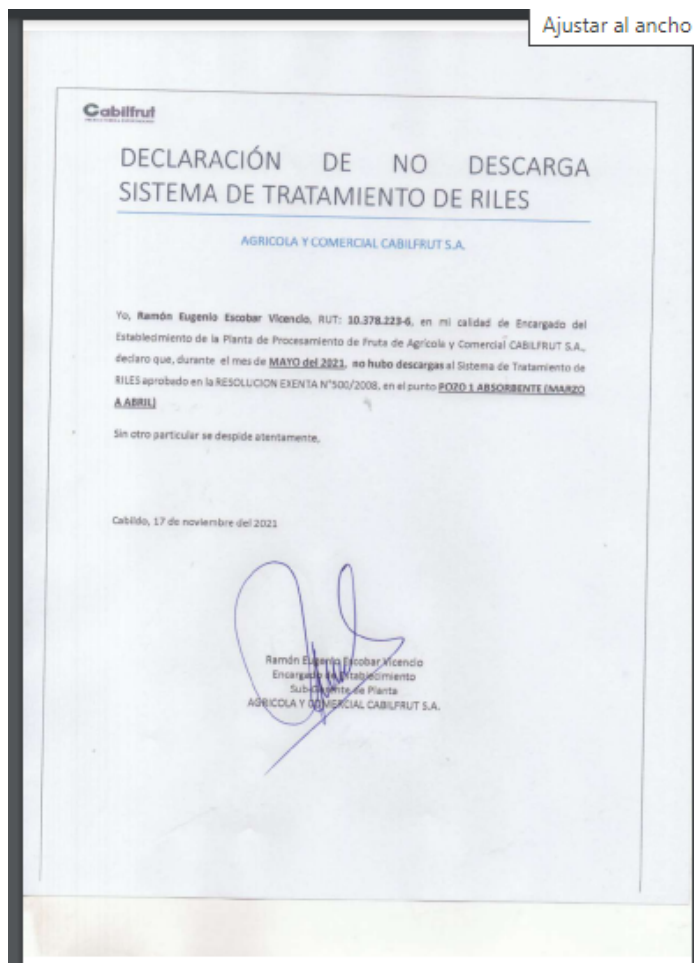 Ajustar al ancho
Cabilfrut
DECLARACIÓN DE NO DESCARGA
SISTEMA DE TRATAMIENTO DE RILES
AGRICOLA Y COMERCIAL CABILFRUT S.A.
Yo, Ramón Eugenio Escobar Vicencio, RUT: 10.378.223-6, en mi calidad de Encargado del
Establecimiento de la Planta de Procesamiento de Fruta de Agrícola y Comercial CABILFRUT S.A.,
declaro que, durante el mes de MAYO del 2021, no hubo descargas al Sistema de Tratamiento de
RILES aprobado en la RESOLUCION EXENTA N°500/2008, en el punto POZO 1 ABSORBENTE (MARZO
A ABRIL)
Sin otro particular se despide atentamente,
Cabildo, 17 de noviembre del 2021
Ramón Eugenio Escobar Vicencio
Encargado de Establecimiento
Sub-Gerente de Planta
AGRICOLA Y COMERCIAL CABILFRUT S.A.